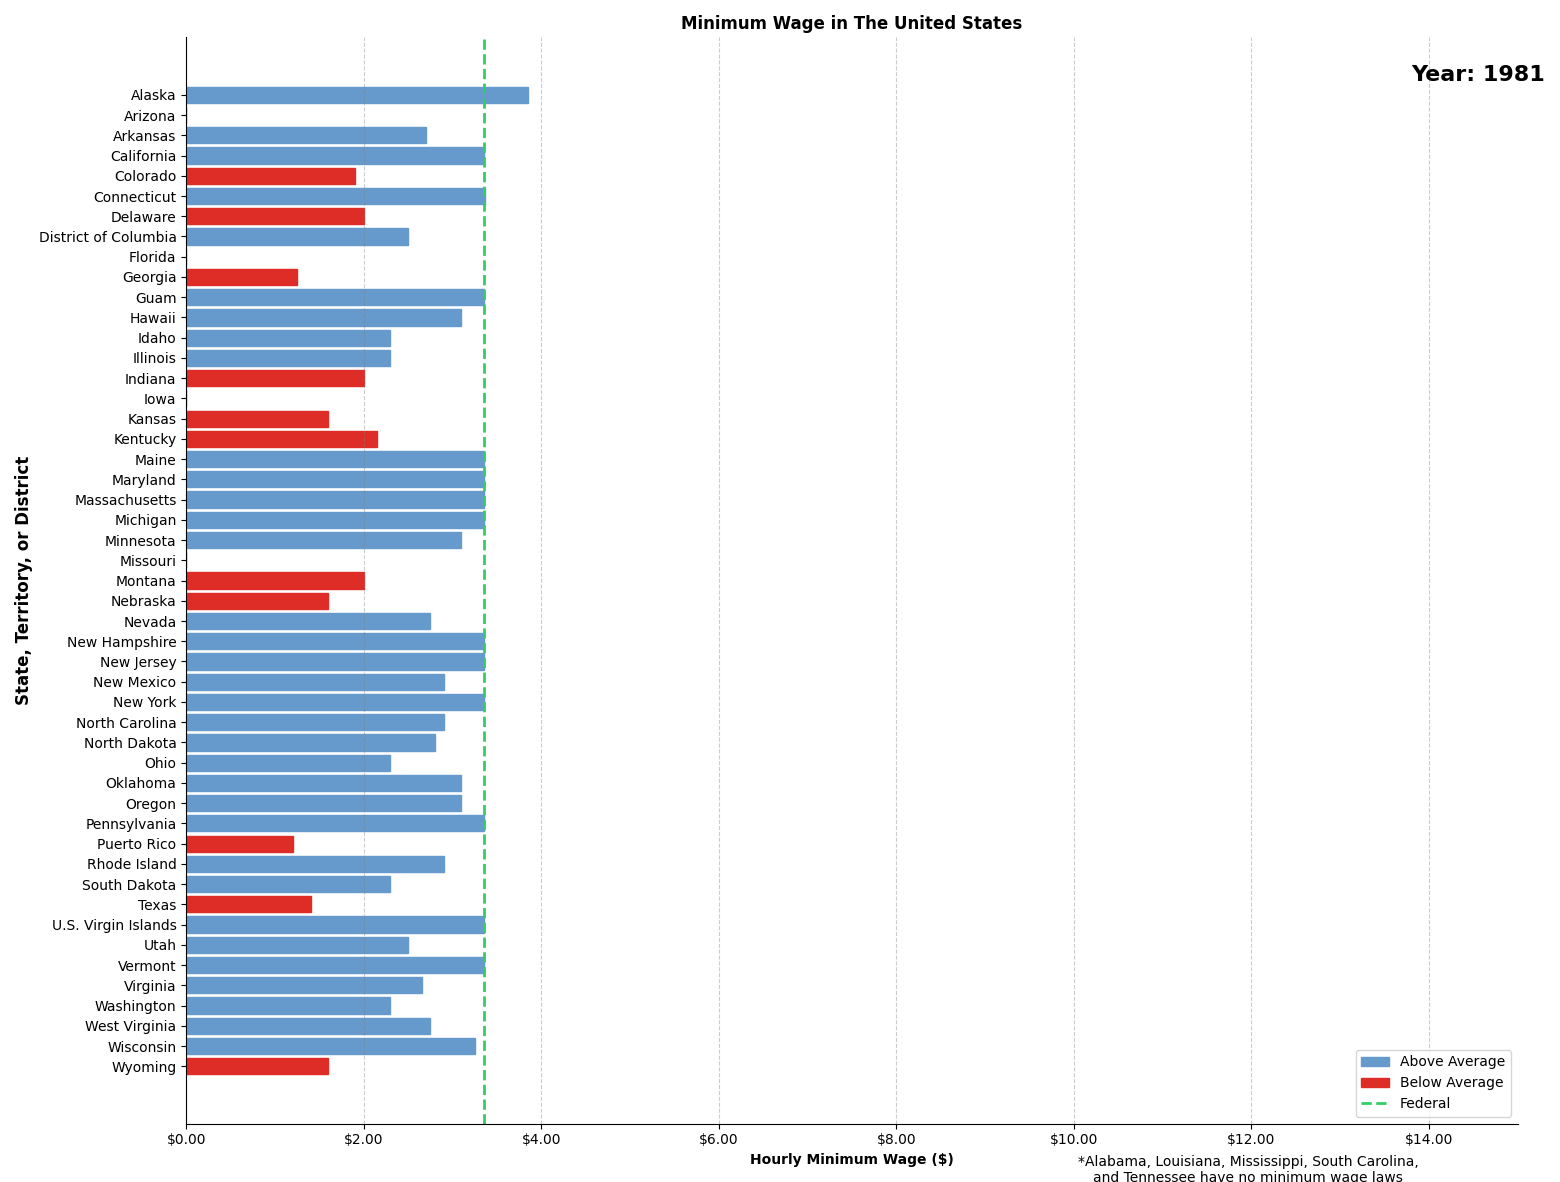 Minimum Wage in The United States
Year: 1981
State, Territory, or District
Alaska
Arizona
Arkansas
California
Colorado
Connecticut
Delaware
District of Columbia
Florida
Georgia
Guam
Hawaii
Idaho
Illinois
Indiana
Iowa
Kansas
Kentucky
Maine
Maryland
Massachusetts
Michigan
Minnesota
Missouri
Montana
Nebraska
Nevada
New Hampshire
New Jersey
New Mexico
New York
North Carolina
North Dakota
Ohio
Oklahoma
Oregon
Pennsylvania
Puerto Rico
Rhode Island
South Dakota
Texas
U.S. Virgin Islands
Utah
Vermont
Virginia
Washington
West Virginia
Wisconsin
Wyoming
Above Average
Below Average
Federal
$0.00 $2.00 $4.00 $6.00 $8.00 $10.00 $12.00 $14.00
Hourly Minimum Wage ($)
*Alabama, Louisiana, Mississippi, South Carolina,
and Tennessee have no minimum wage laws